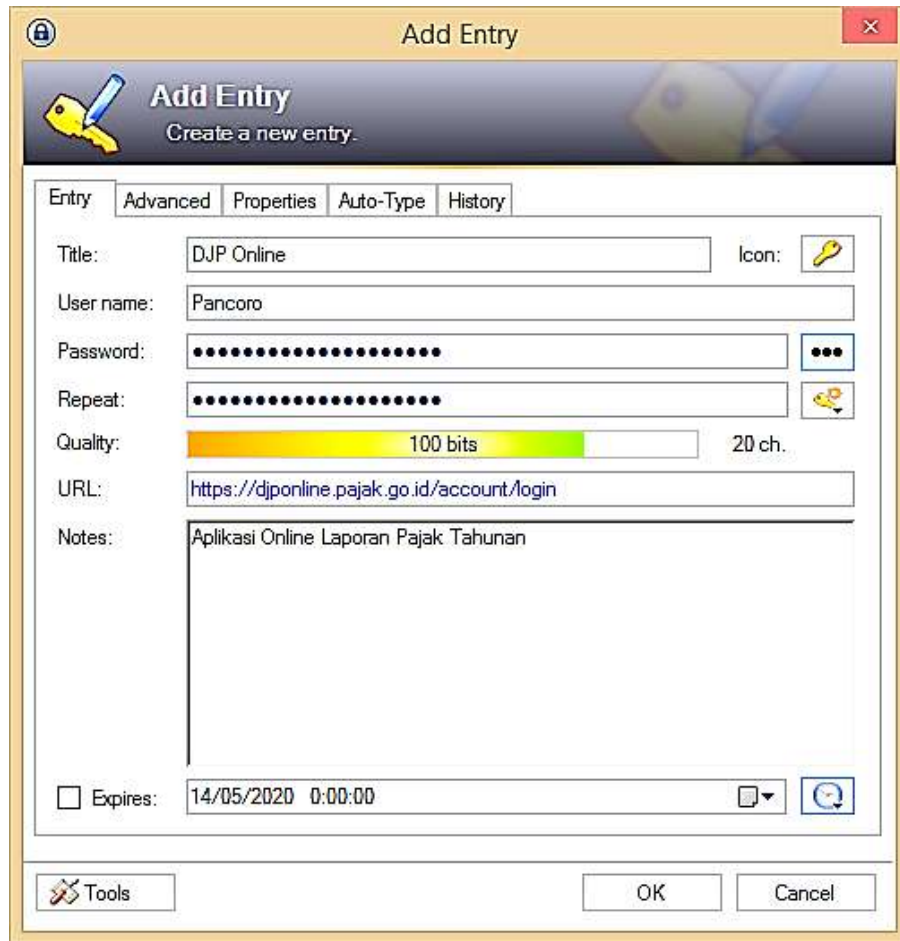 Add Entry
Add Entry
Create a new entry.
Entry Advanced Properties Auto-Type History
Title: DJP Online Icon:
User name: Pancoro
Password: ●●●●●●●●●●●●●●●●●●●● ●●●
Repeat: ●●●●●●●●●●●●●●●●●●●●
Quality: 100 bits 20 ch.
URL: https://djponline.pajak.go.id/account/login
Notes: Aplikasi Online Laporan Pajak Tahunan
Expires: 14/05/2020 0:00:00
Tools OK Cancel